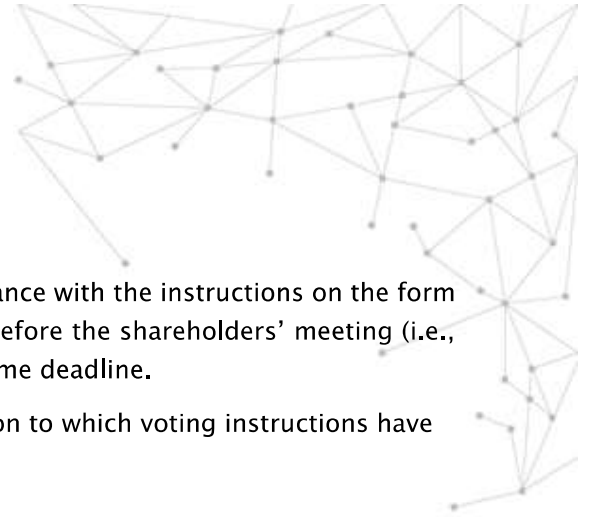 ance with the instructions on the form
efore the shareholders’ meeting (i.e.,
me deadline.
on to which voting instructions have